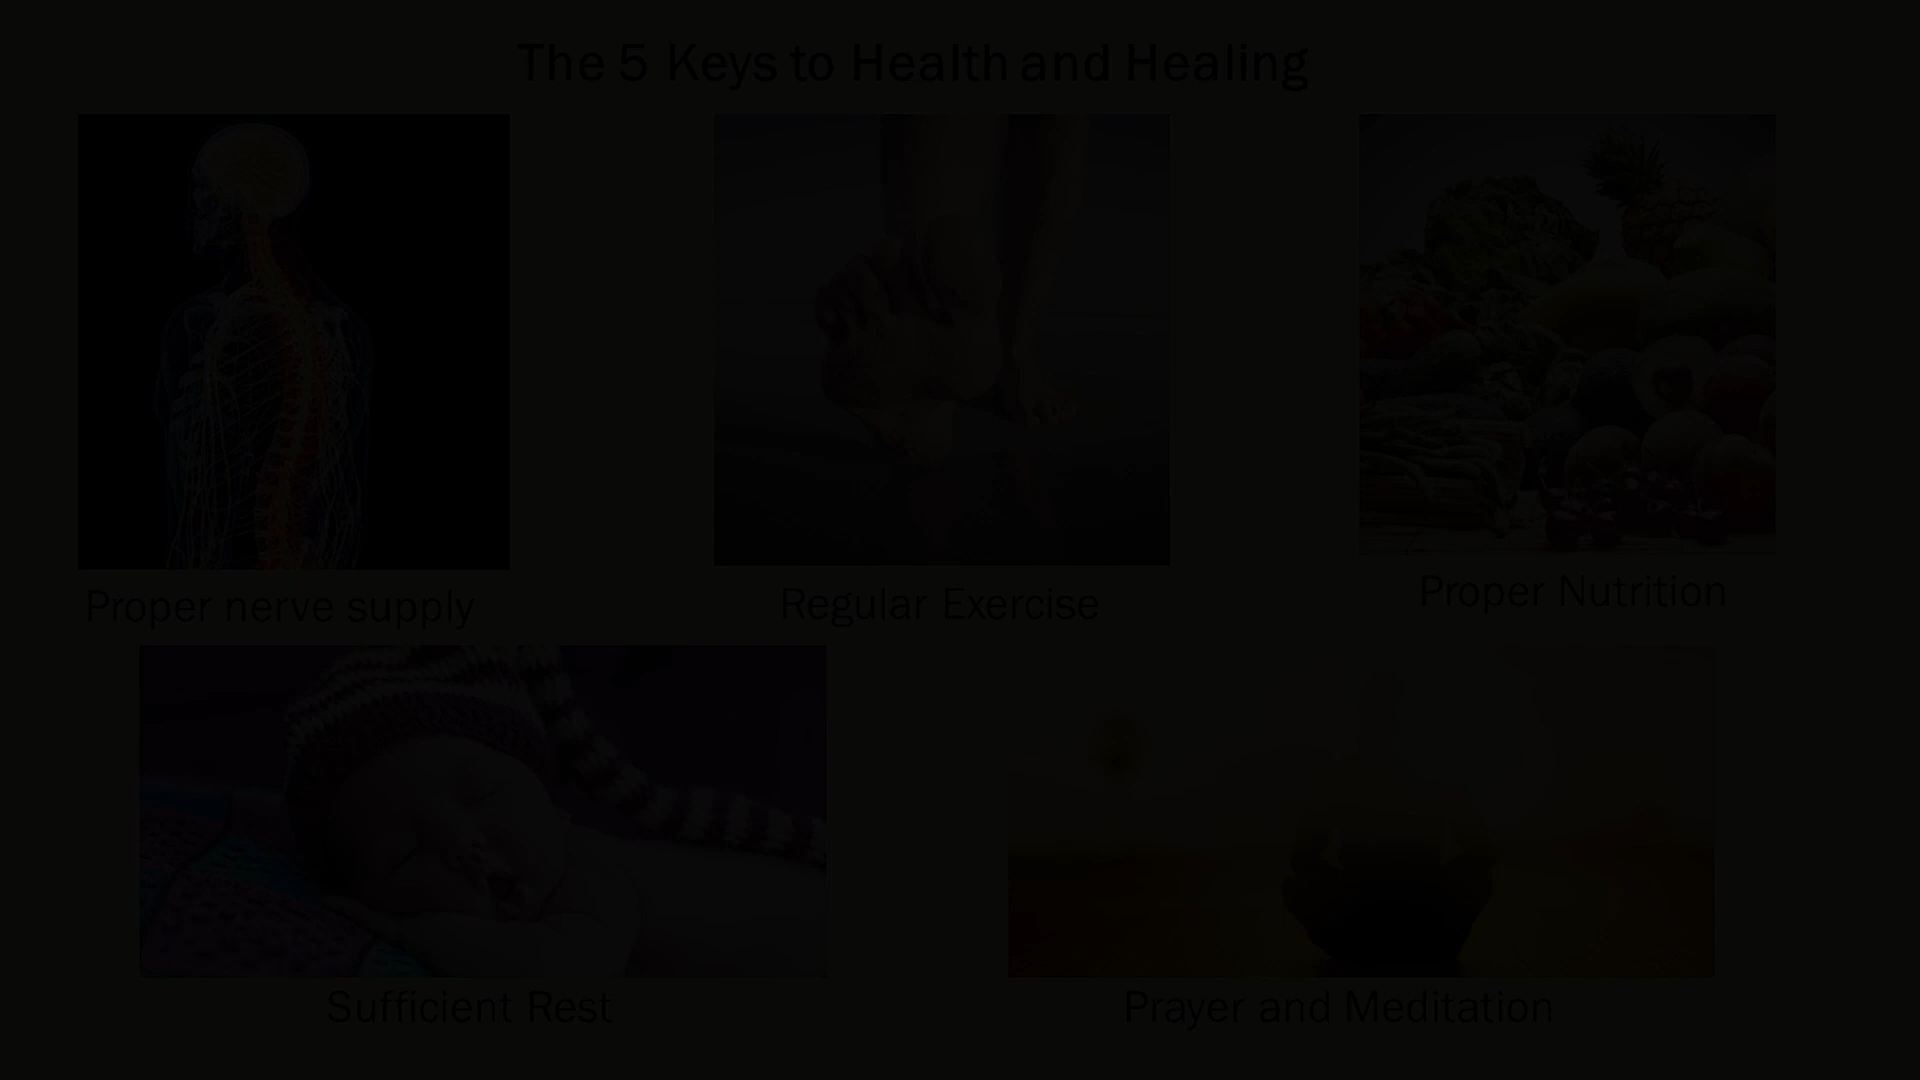 The 5 Keys to Health and Healing
Proper nerve supply
Regular Exercise
Proper Nutrition
Sufficient Rest
Prayer and Meditation